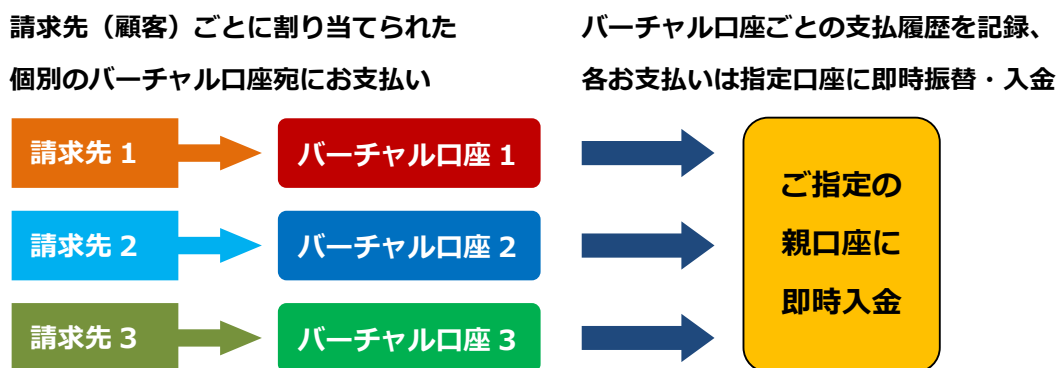 請求先（顧客）ごとに割り当てられた
個別のバーチャル口座宛にお支払い
バーチャル口座ごとの支払履歴を記録、
各お支払いは指定口座に即時振替・入金
請求先 1
バーチャル口座 1
請求先 2
バーチャル口座 2
請求先 3
バーチャル口座 3
ご指定の
親口座に
即時入金